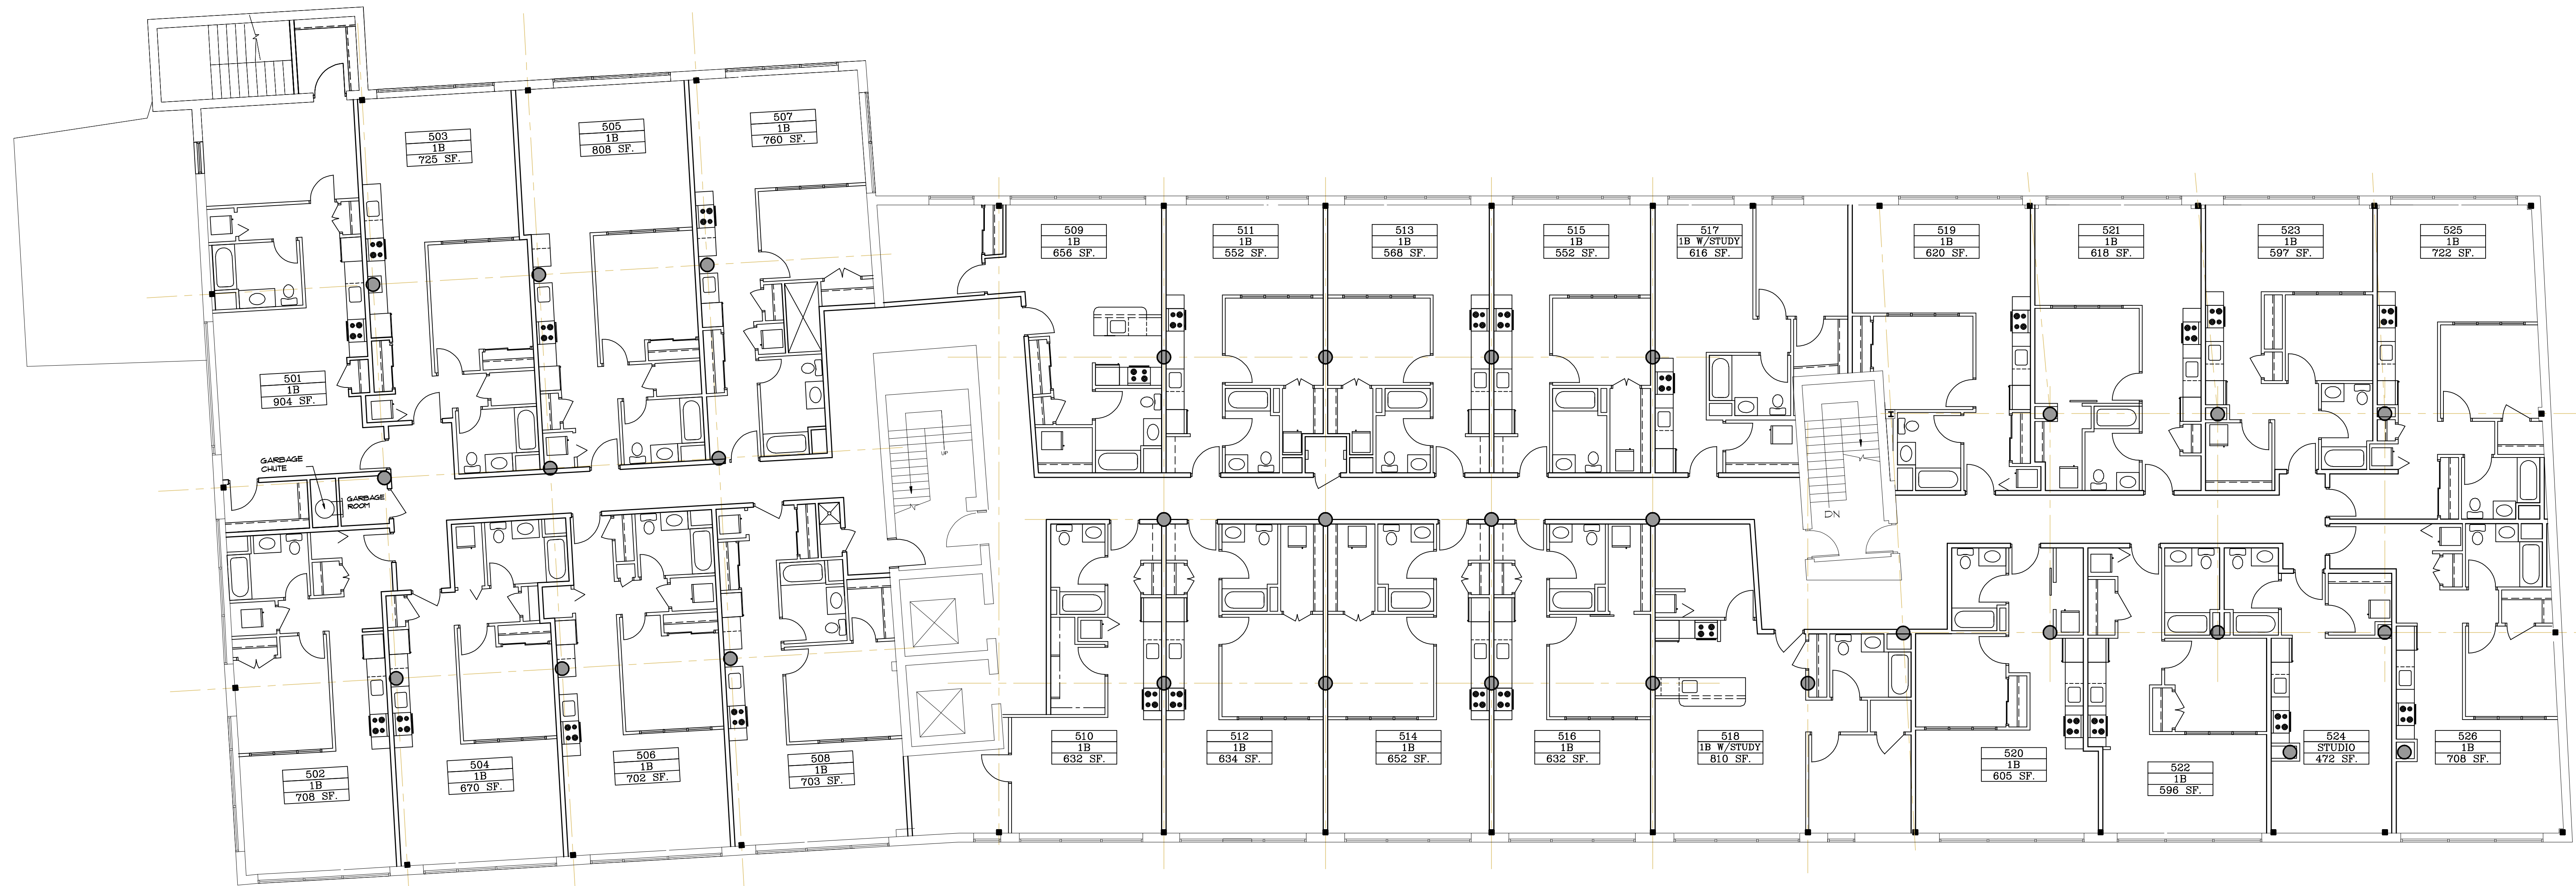 503
1B
725 SF.
505
1B
808 SF.
507
1B
760 SF.
509
1B
656 SF.
511
1B
552 SF.
513
1B
568 SF.
515
1B
552 SF.
517
1B W/STUDY
616 SF.
519
1B
620 SF.
521
1B
618 SF.
523
1B
597 SF.
525
1B
722 SF.
501
1B
904 SF.
GARBAGE
CHUTE
GARBAGE
ROOM
UP
DN
502
1B
708 SF.
504
1B
670 SF.
506
1B
702 SF.
508
1B
703 SF.
510
1B
632 SF.
512
1B
634 SF.
514
1B
652 SF.
516
1B
632 SF.
518
1B W/STUDY
810 SF.
520
1B
605 SF.
522
1B
596 SF.
524
STUDIO
472 SF.
526
1B
708 SF.